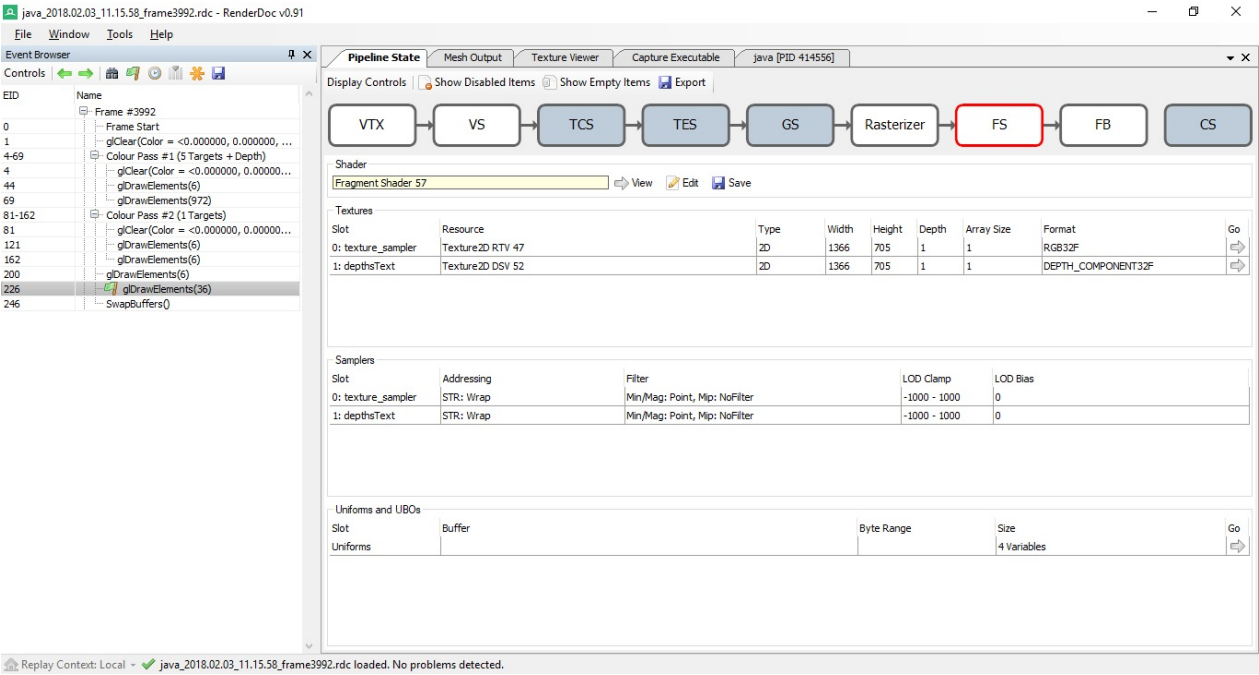 java_2018.02.03_11.15.58_frame3992.rdc - RenderDoc v0.91
File Window Tools Help
Event Browser
Controls
EID Name
Frame #3992
0 Frame Start
1 glClear(Color = <0.000000, 0.000000, ...
4-69 Colour Pass #1 (5 Targets + Depth)
4 glClear(Color = <0.000000, 0.00000...
44 glDrawElements(6)
69 glDrawElements(972)
81-162 Colour Pass #2 (1 Targets)
81 glClear(Color = <0.000000, 0.00000...
121 glDrawElements(6)
162 glDrawElements(6)
200 glDrawElements(6)
226 glDrawElements(36)
246 SwapBuffers()
Pipeline State Mesh Output Texture Viewer Capture Executable java [PID 414556]
Display Controls Show Disabled Items Show Empty Items Export
VTX VS TCS TES GS Rasterizer FS FB CS
Shader
Fragment Shader 57 View Edit Save
Textures
Slot Resource Type Width Height Depth Array Size Format Go
0: texture_sampler Texture2D RTV 47 2D 1366 705 1 1 RGB32F
1: depthsText Texture2D DSV 52 2D 1366 705 1 1 DEPTH_COMPONENT32F
Samplers
Slot Addressing Filter LOD Clamp LOD Bias
0: texture_sampler STR: Wrap Min/Mag: Point, Mip: NoFilter -1000 - 1000 0
1: depthsText STR: Wrap Min/Mag: Point, Mip: NoFilter -1000 - 1000 0
Uniforms and UBOs
Slot Buffer Byte Range Size Go
Uniforms 4 Variables
Replay Context: Local java_2018.02.03_11.15.58_frame3992.rdc loaded. No problems detected.